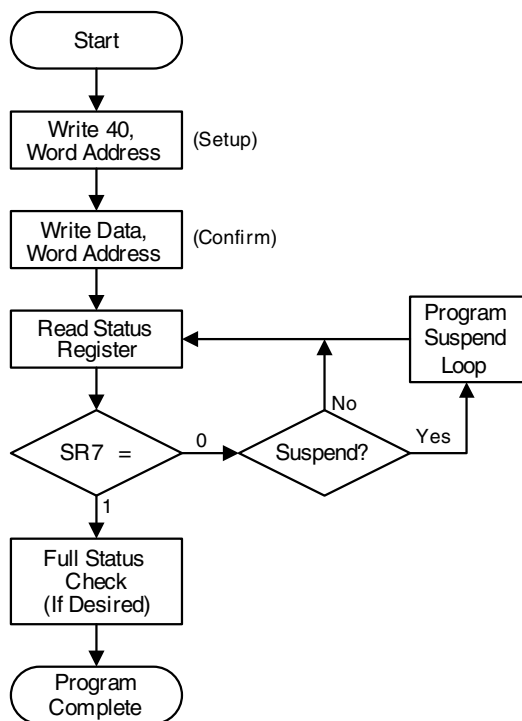 Start
Write 40,
Word Address
(Setup)
Write Data,
Word Address
(Confirm)
Read Status
Register
Program
Suspend
Loop
No
SR7 =
0
Suspend?
Yes
1
Full Status
Check
(If Desired)
Program
Complete